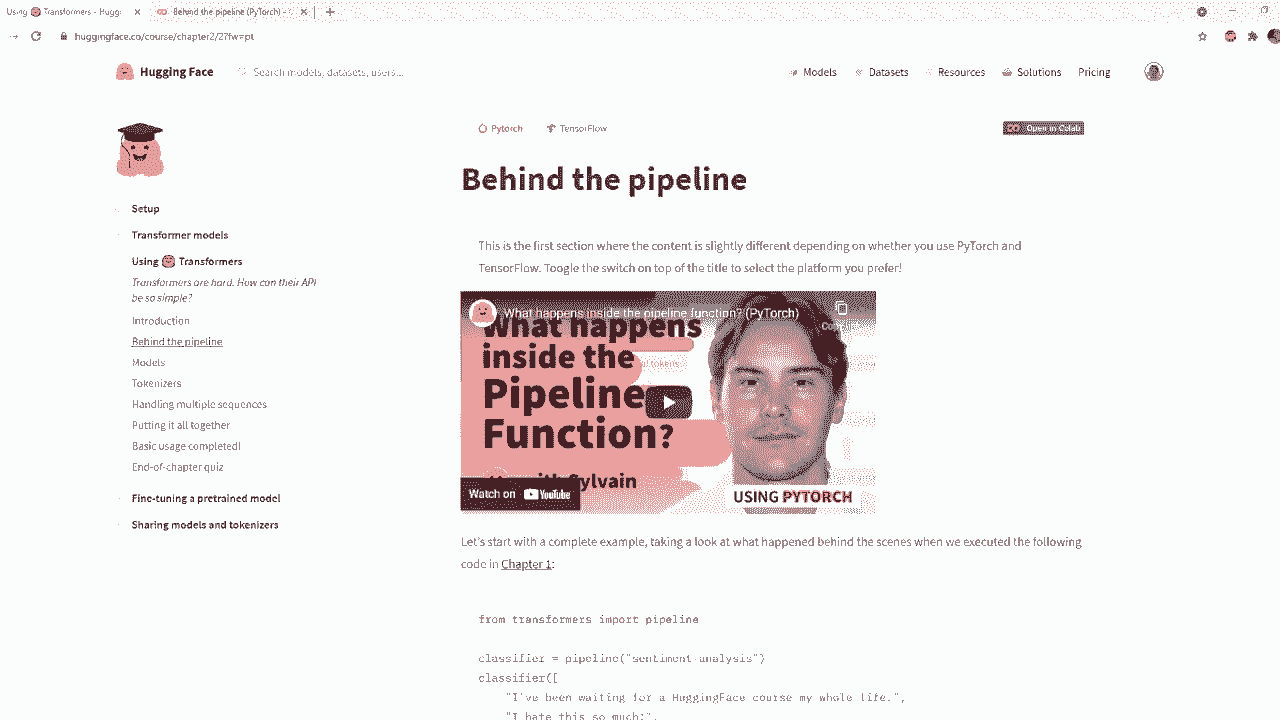 Using 🤗 Transformers - Huggi
Behind the pipeline (PyTorch) -
huggingface.co/course/chapter2/2?fw=pt
Hugging Face
Search models, datasets, users...
Models
Datasets
Resources
Solutions
Pricing
Pytorch
TensorFlow
Open in Colab
Behind the pipeline
Setup
Transformer models
Using 🤗 Transformers
Transformers are hard. How can their API
be so simple?
Introduction
Behind the pipeline
Models
Tokenizers
Handling multiple sequences
Putting it all together
Basic usage completed!
End-of-chapter quiz
Fine-tuning a pretrained model
Sharing models and tokenizers
This is the first section where the content is slightly different depending on whether you use PyTorch and
TensorFlow. Toogle the switch on top of the title to select the platform you prefer!
What happens inside the pipeline function? (PyTorch)
What happens
inside the
Pipeline
Function?
Sylvain
Watch on YouTube
USING PYTORCH
Let's start with a complete example, taking a look at what happened behind the scenes when we executed the following
code in Chapter 1:
from transformers import pipeline
classifier = pipeline("sentiment-analysis")
classifier([
"I've been waiting for a HuggingFace course my whole life.",
"I hate this so much!",